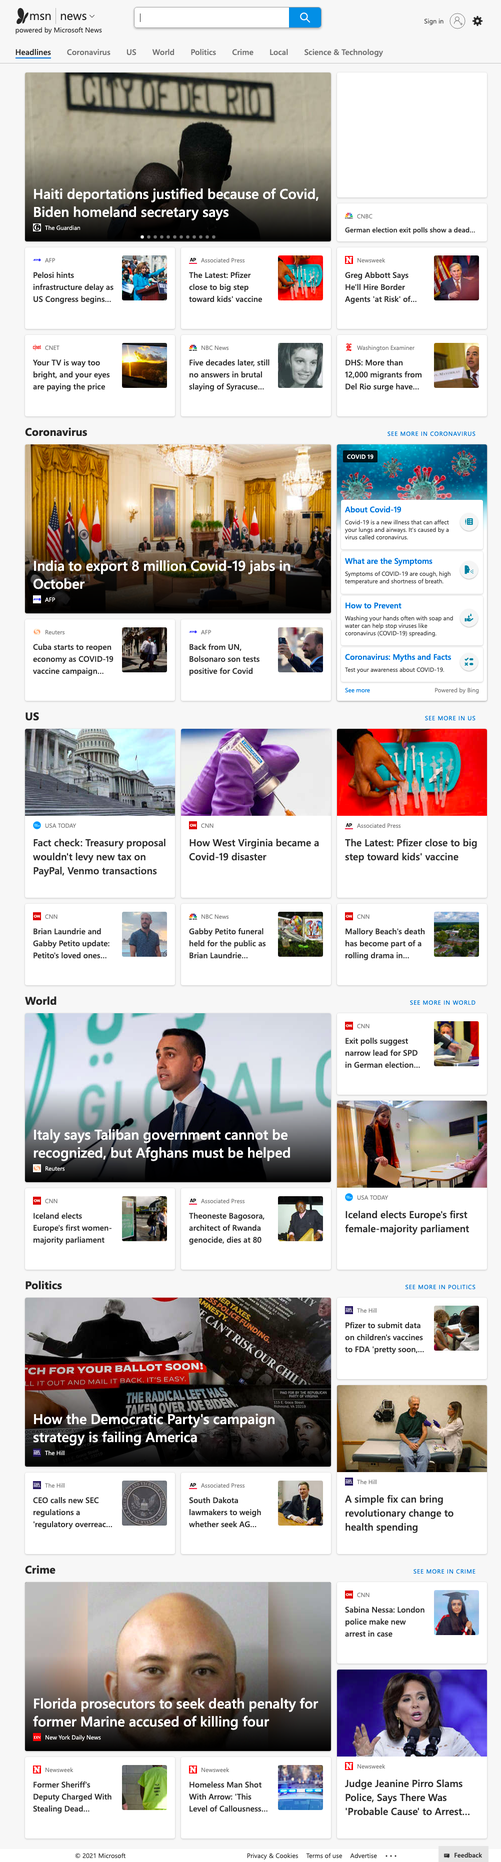 msn news
powered by Microsoft News
Sign in
Headlines Coronavirus US World Politics Crime Local Science & Technology
CITY OF DEL RIO
Haiti deportations justified because of Covid,
Biden homeland secretary says
The Guardian
CNBC
German election exit polls show a dead...
AFP
Pelosi hints
infrastructure delay as
US Congress begins...
Associated Press
The Latest: Pfizer
close to big step
toward kids' vaccine
Newsweek
Greg Abbott Says
He'll Hire Border
Agents 'at Risk' of...
CNET
Your TV is way too
bright, and your eyes
are paying the price
NBC News
Five decades later, still
no answers in brutal
slaying of Syracuse...
Washington Examiner
DHS: More than
12,000 migrants from
Del Rio surge have...
Coronavirus
SEE MORE IN CORONAVIRUS
India to export 8 million Covid-19 jabs in
October
AFP
COVID 19
About Covid-19
Covid-19 is a new illness that can affect
your lungs and airways. It's caused by a
virus called coronavirus.
What are the Symptoms
Symptoms of COVID-19 are cough, high
temperature and shortness of breath.
How to Prevent
Washing your hands often with soap and
water can help stop viruses like
coronavirus (COVID-19) spreading.
Coronavirus: Myths and Facts
Test your awareness about COVID-19.
See more
Powered by Bing
Reuters
Cuba starts to reopen
economy as COVID-19
vaccine campaign...
AFP
Back from UN,
Bolsonaro son tests
positive for Covid
US
SEE MORE IN US
USA TODAY
Fact check: Treasury proposal
wouldn't levy new tax on
PayPal, Venmo transactions
CNN
How West Virginia became a
Covid-19 disaster
Associated Press
The Latest: Pfizer close to big
step toward kids' vaccine
CNN
Brian Laundrie and
Gabby Petito update:
Petito's loved ones...
NBC News
Gabby Petito funeral
held for the public as
Brian Laundrie...
CNN
Mallory Beach's death
has become part of a
rolling drama in...
World
SEE MORE IN WORLD
GLOBAL
Italy says Taliban government cannot be
recognized, but Afghans must be helped
Reuters
CNN
Exit polls suggest
narrow lead for SPD
in German election...
CNN
Iceland elects
Europe's first women-
majority parliament
Associated Press
Theoneste Bagosora,
architect of Rwanda
genocide, dies at 80
USA TODAY
Iceland elects Europe's first
female-majority parliament
Politics
SEE MORE IN POLITICS
TCH FOR YOUR BALLOT SOON!
LL IT OUT AND MAIL IT BACK. IT'S EASY.
THE RADICAL LEFT HAS
TAKEN OVER JOE BIDEN.
How the Democratic Party's campaign
strategy is failing America
The Hill
The Hill
Pfizer to submit data
on children's vaccines
to FDA 'pretty soon,...
The Hill
CEO calls new SEC
regulations a
'regulatory overreac...
Associated Press
South Dakota
lawmakers to weigh
whether seek AG...
The Hill
A simple fix can bring
revolutionary change to
health spending
Crime
SEE MORE IN CRIME
Florida prosecutors to seek death penalty for
former Marine accused of killing four
New York Daily News
CNN
Sabina Nessa: London
police make new
arrest in case
Newsweek
Former Sheriff's
Deputy Charged With
Stealing Dead...
Newsweek
Homeless Man Shot
With Arrow: 'This
Level of Callousness...
Newsweek
Judge Jeanine Pirro Slams
Police, Says There Was
'Probable Cause' to Arrest...
© 2021 Microsoft
Privacy & Cookies Terms of use Advertise
Feedback